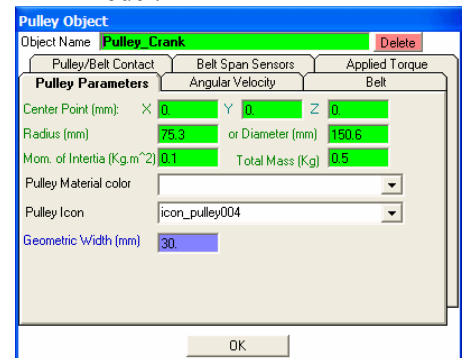 Pulley Object
Object Name Pulley_Crank Delete
Pulley/Belt Contact Belt Span Sensors Applied Torque
Pulley Parameters Angular Velocity Belt
Center Point (mm): X 0. Y 0. Z 0.
Radius (mm) 75.3 or Diameter (mm) 150.6
Mom. of Intertia (Kg.m^2) 0.1 Total Mass (Kg) 0.5
Pulley Material color
Pulley Icon icon_pulley004
Geometric Width (mm) 30.
OK